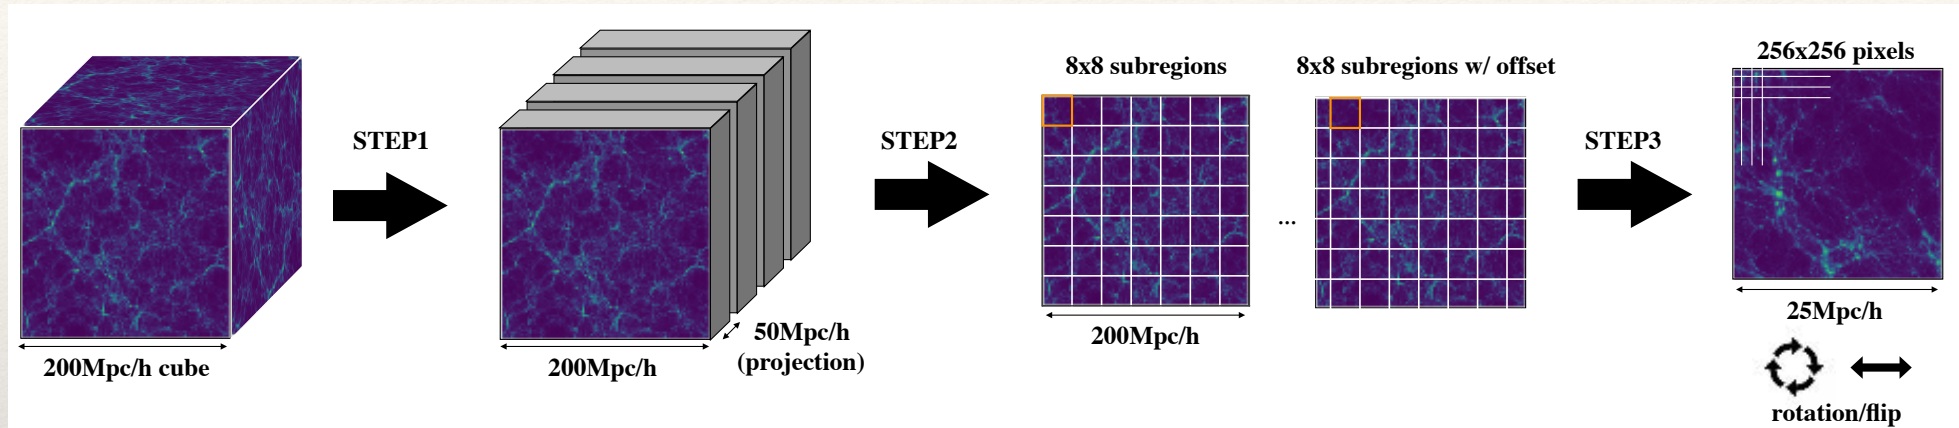 200Mpc/h cube
STEP1
200Mpc/h
50Mpc/h
(projection)
STEP2
8x8 subregions
200Mpc/h
...
8x8 subregions w/ offset
STEP3
256x256 pixels
25Mpc/h
rotation/flip